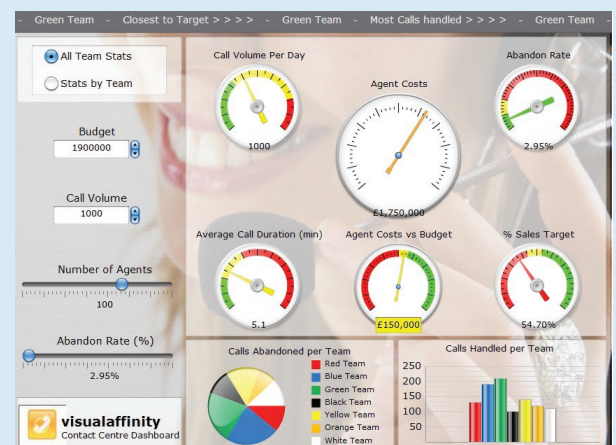 - Green Team - Closest to Target > > > > - Green Team - Most Calls handled > > > > - Green Team -
All Team Stats
Stats by Team
Budget
1900000
Call Volume
1000
Number of Agents
100
Abandon Rate (%)
2.95%
visualaffinity
Contact Centre Dashboard
Call Volume Per Day
1000
Agent Costs
£1,750,000
Abandon Rate
2.95%
Average Call Duration (min)
5.1
Agent Costs vs Budget
£150,000
% Sales Target
54.70%
Calls Abandoned per Team
Red Team
Blue Team
Green Team
Black Team
Yellow Team
Orange Team
White Team
Calls Handled per Team
250
200
150
100
50